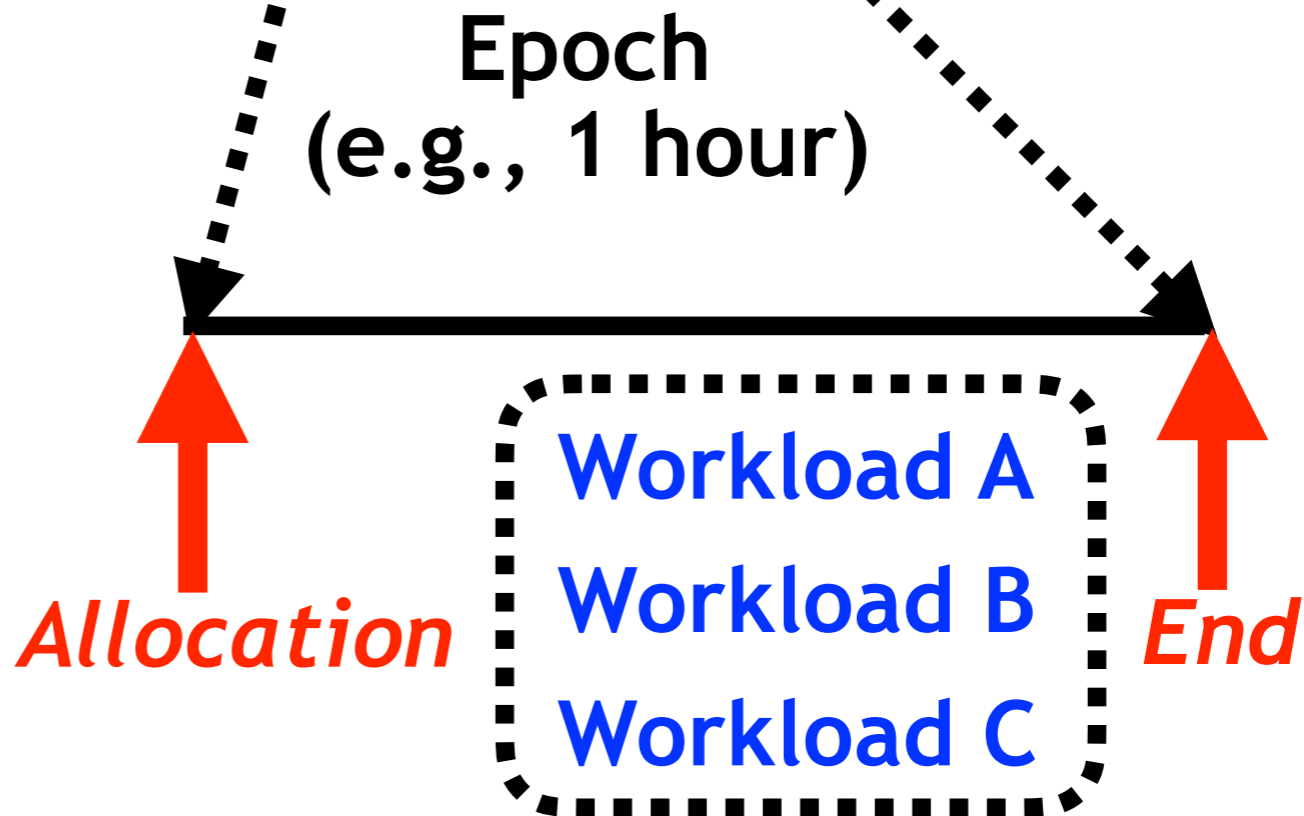 Epoch
(e.g., 1 hour)
Workload A
Workload B
Allocation
End
Workload C